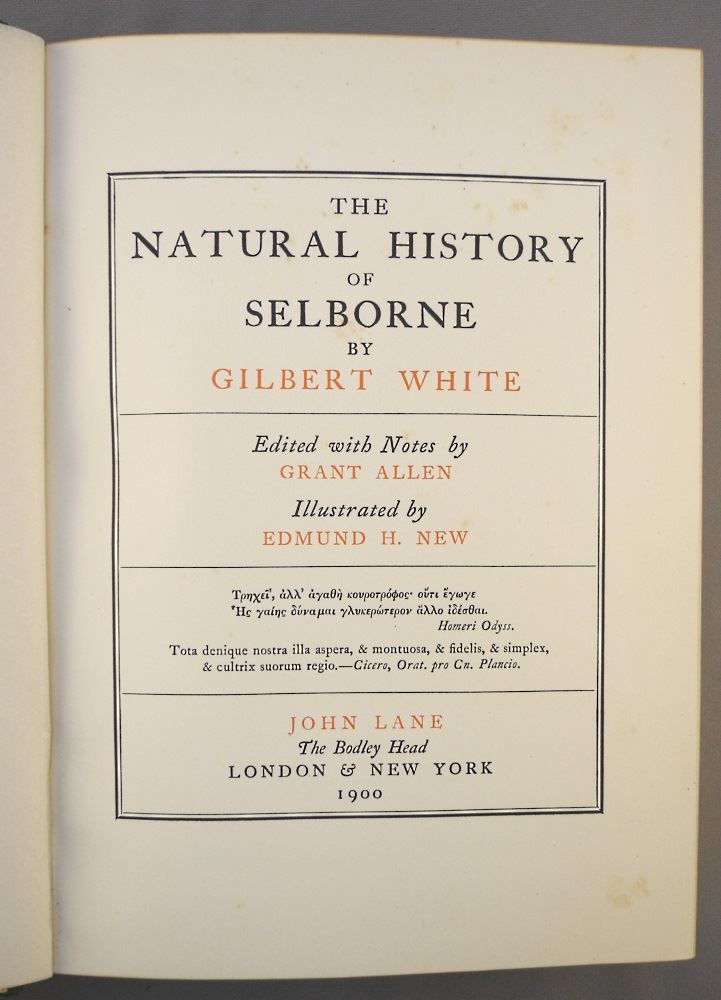 THE
NATURAL HISTORY
OF
SELBORNE
BY
GILBERT WHITE
Edited with Notes by
GRANT ALLEN
Illustrated by
EDMUND H. NEW
Τρηχεῖ', ἀλλ' ἀγαθὴ κουροτρόφος· οὔτι ἔγωγε
Ἧς γαίης δύναμαι γλυκερώτερον ἄλλο ἰδέσθαι.
Homeri Odyss.
Tota denique nostra illa aspera, & montuosa, & fidelis, & simplex,
& cultrix suorum regio.—Cicero, Orat. pro Cn. Plancio.
JOHN LANE
The Bodley Head
LONDON & NEW YORK
1900